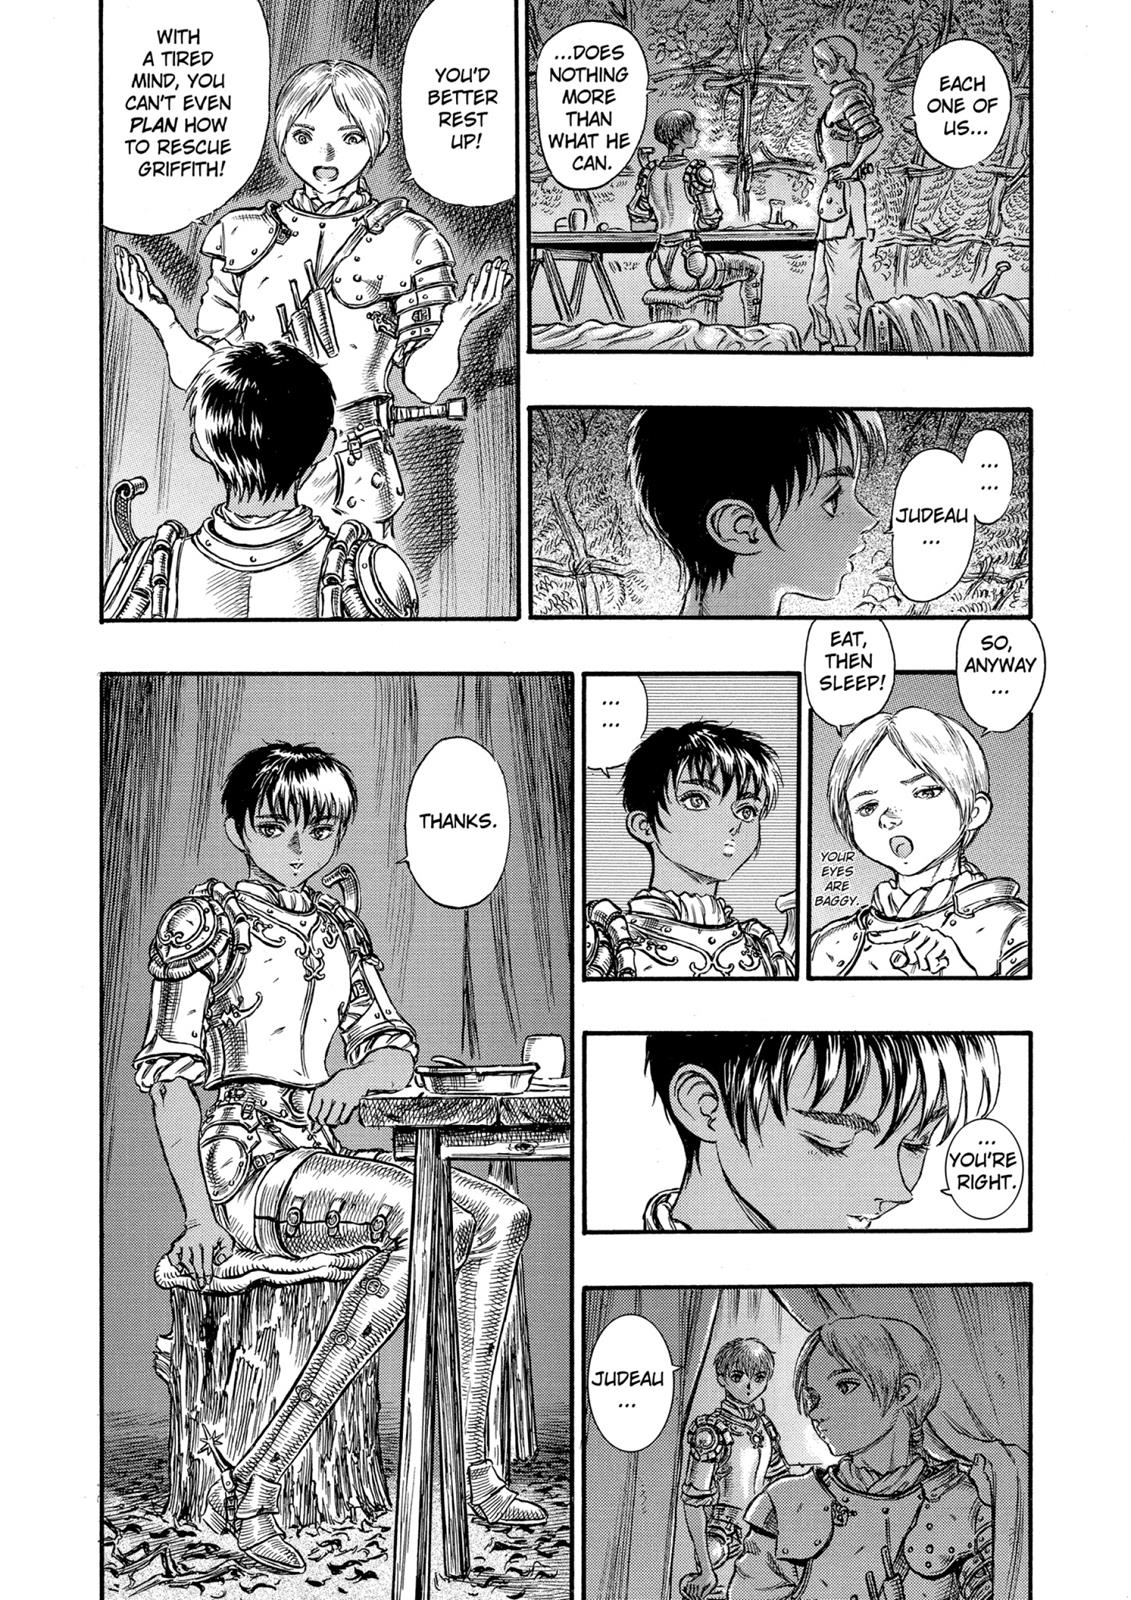 EACH
ONE OF
US...
...DOES
NOTHING
MORE
THAN
WHAT HE
CAN.
... ...
JUDEAU
...
YOU'D
BETTER
REST
UP!
WITH
A TIRED
MIND, YOU
CAN'T EVEN
PLAN HOW
TO RESCUE
GRIFFITH!
SO,
ANYWAY
...
EAT,
THEN
SLEEP!
YOUR
EYES
ARE
BAGGY.
...
...
...
YOU'RE
RIGHT.
JUDEAU
...
THANKS.